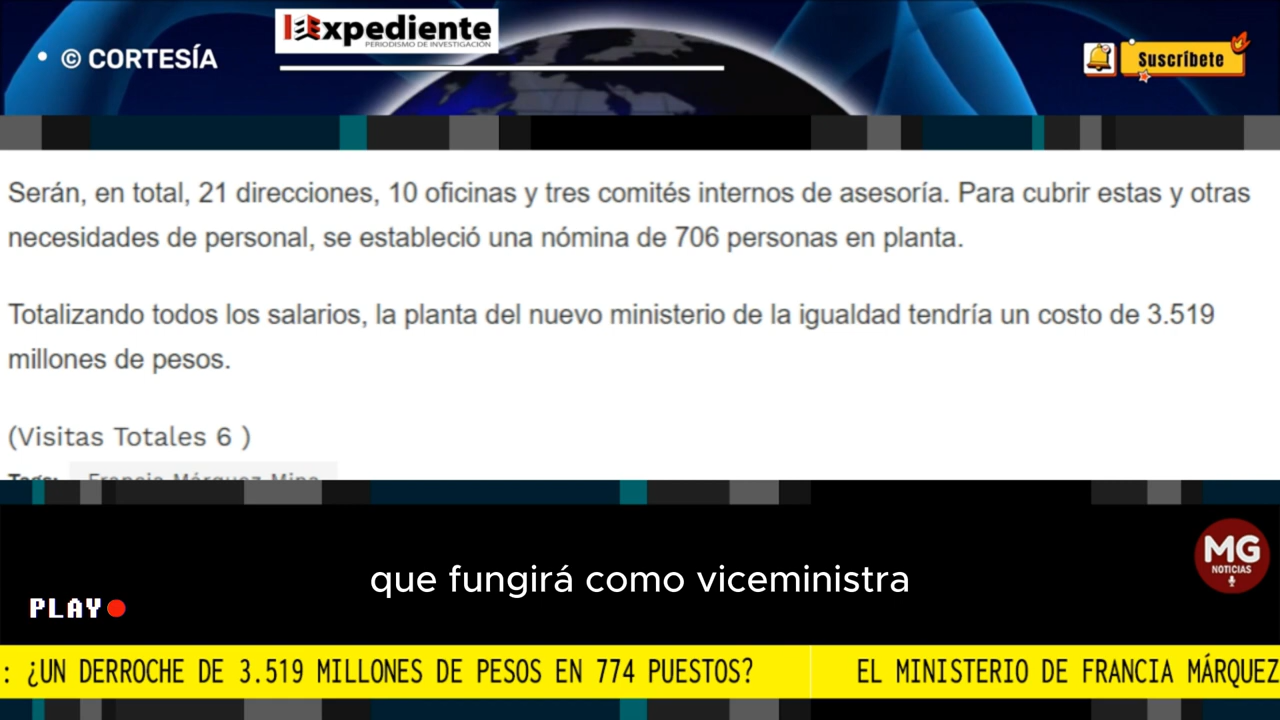 © CORTESÍA
Expediente
PERIODISMO DE INVESTIGACIÓN
Suscríbete
Serán, en total, 21 direcciones, 10 oficinas y tres comités internos de asesoría. Para cubrir estas y otras
necesidades de personal, se estableció una nómina de 706 personas en planta.
Totalizando todos los salarios, la planta del nuevo ministerio de la igualdad tendría un costo de 3.519
millones de pesos.
(Visitas Totales 6 )
Tags: Francia Márquez Mina
que fungirá como viceministra
MG
NOTICIAS
PLAY
: ¿UN DERROCHE DE 3.519 MILLONES DE PESOS EN 774 PUESTOS? EL MINISTERIO DE FRANCIA MÁRQUEZ